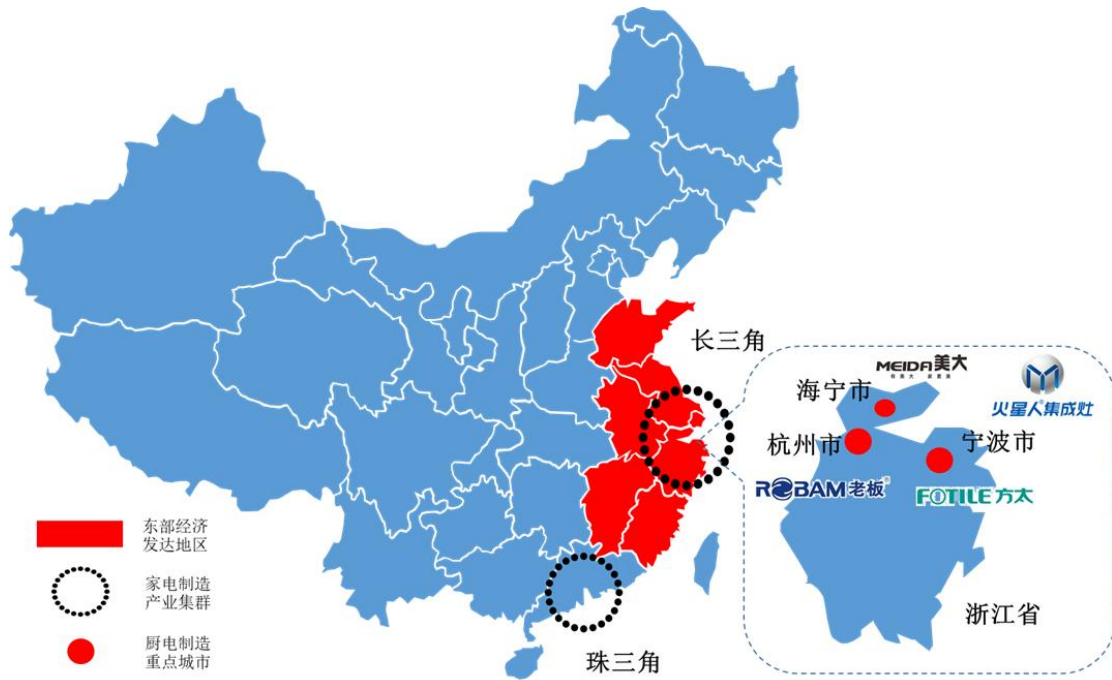 长三角
MEIDA美大
海宁市
火星人集成灶
杭州市
宁波市
ROBAM老板
FOTILE方太
浙江省
珠三角
东部经济
发达地区
家电制造
产业集群
厨电制造
重点城市